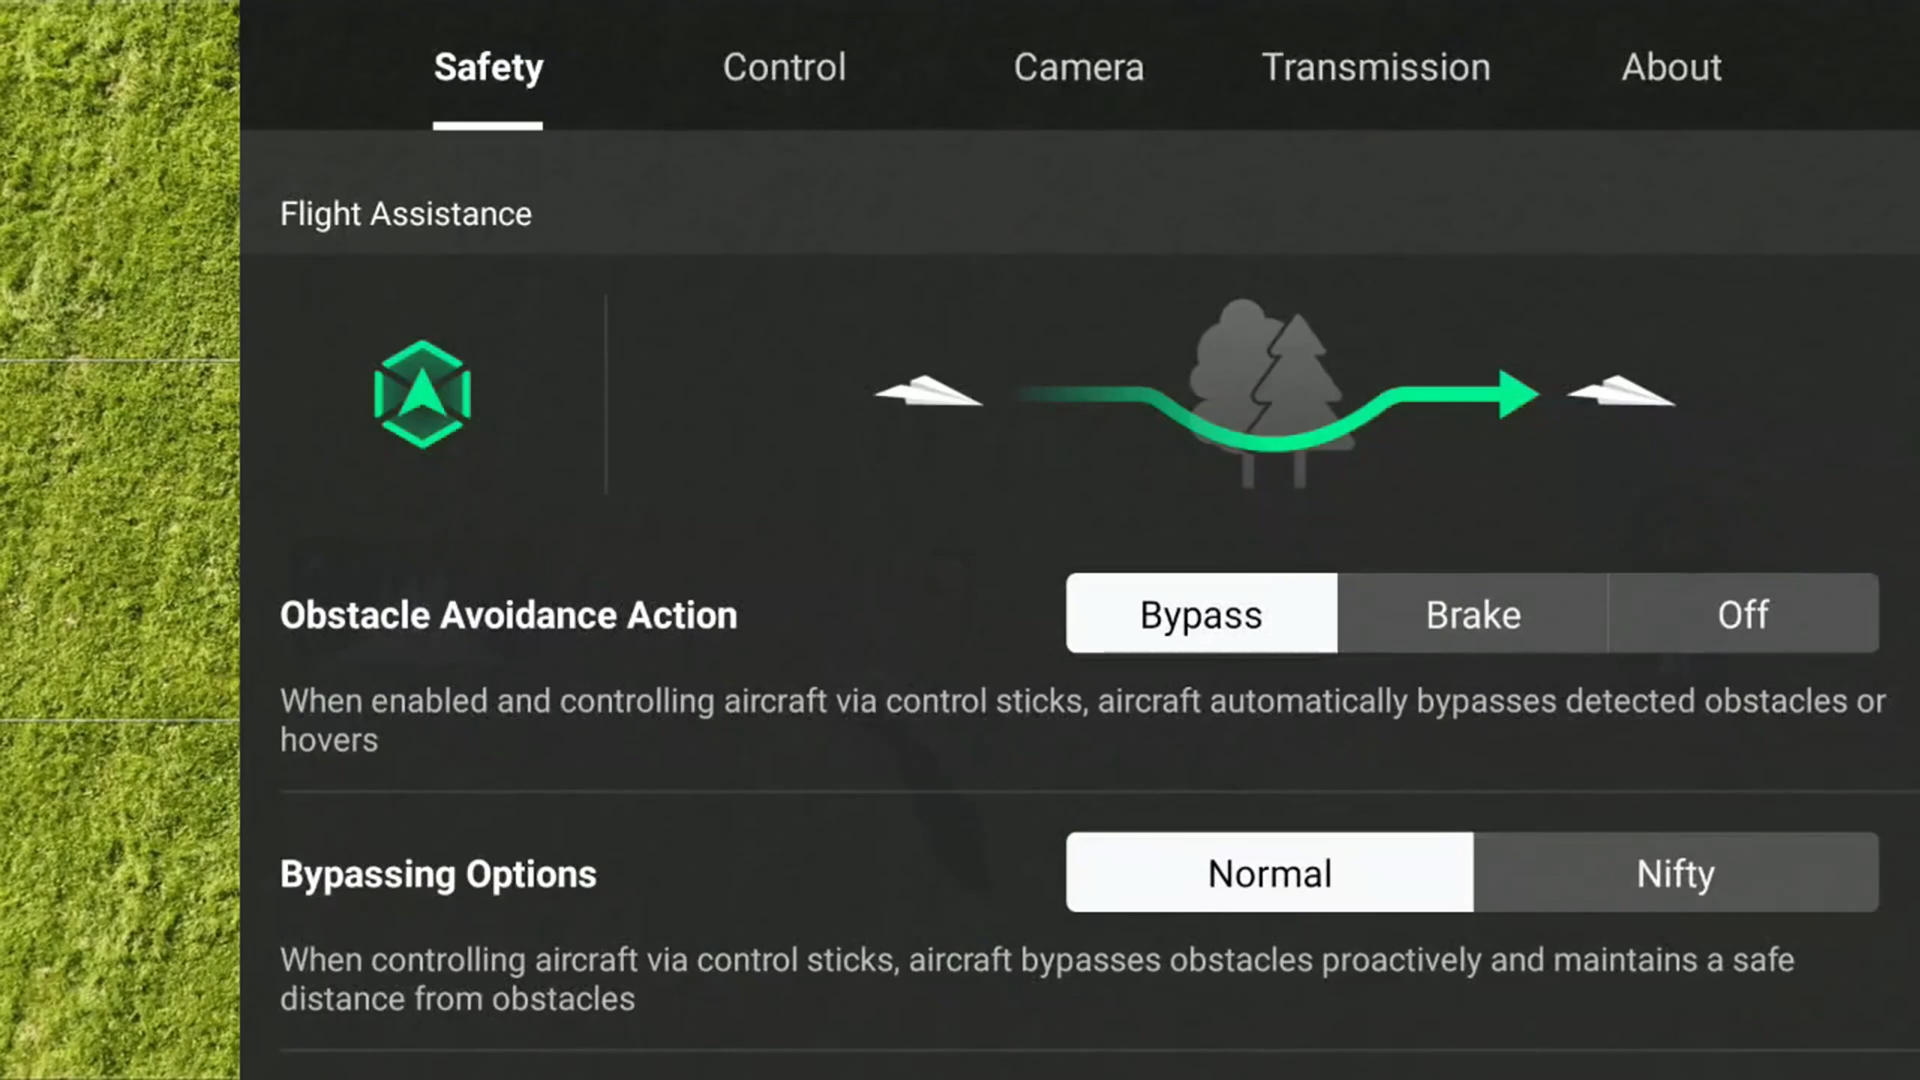 Safety Control Camera Transmission About
Flight Assistance
Obstacle Avoidance Action Bypass Brake Off
When enabled and controlling aircraft via control sticks, aircraft automatically bypasses detected obstacles or
hovers
Bypassing Options Normal Nifty
When controlling aircraft via control sticks, aircraft bypasses obstacles proactively and maintains a safe
distance from obstacles